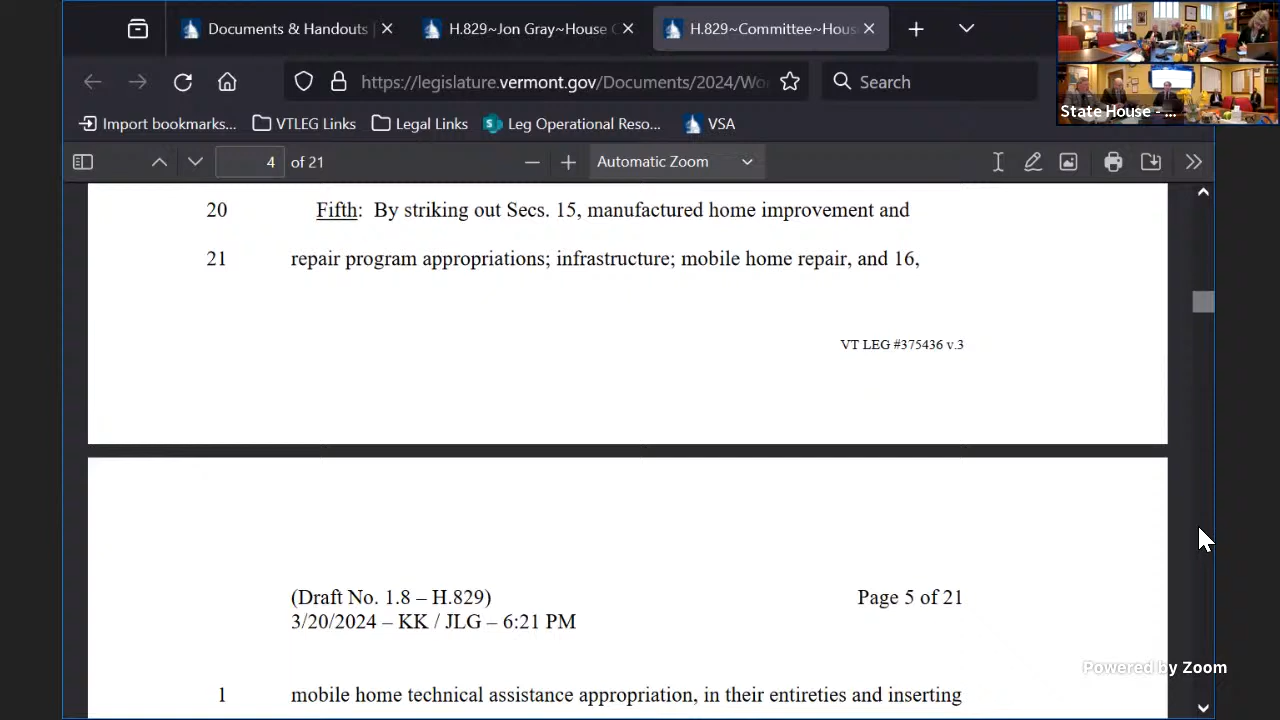 Documents & Handouts |
H.829~Jon Gray~House C
H.829~Committee~Hous
https://legislature.vermont.gov/Documents/2024/Wo
Search
State House - ...
Import bookmarks...
VTLEG Links
Legal Links
Leg Operational Reso...
VSA
4 of 21
Automatic Zoom
20 Fifth: By striking out Secs. 15, manufactured home improvement and
21 repair program appropriations; infrastructure; mobile home repair, and 16,
VT LEG #375436 v.3
(Draft No. 1.8 – H.829) Page 5 of 21
3/20/2024 – KK / JLG – 6:21 PM
Powered by Zoom
1 mobile home technical assistance appropriation, in their entireties and inserting